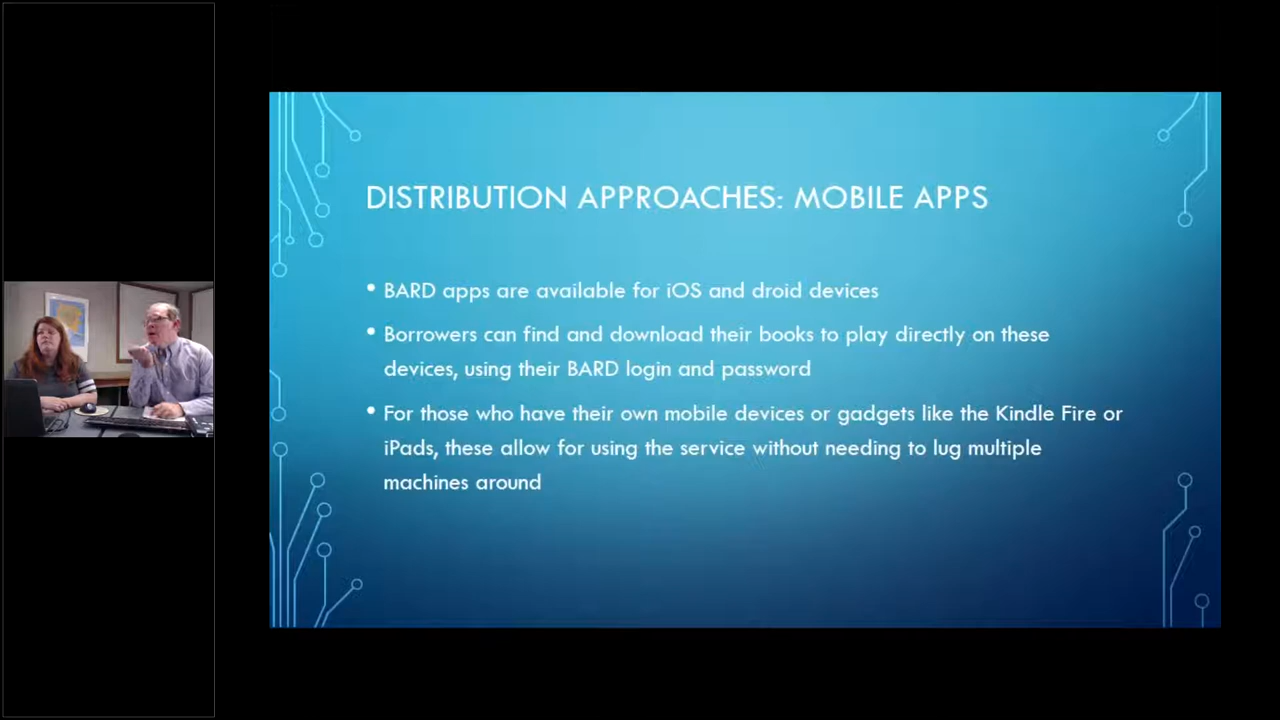 DISTRIBUTION APPROACHES: MOBILE APPS
• BARD apps are available for iOS and droid devices
• Borrowers can find and download their books to play directly on these
devices, using their BARD login and password
• For those who have their own mobile devices or gadgets like the Kindle Fire or
iPads, these allow for using the service without needing to lug multiple
machines around